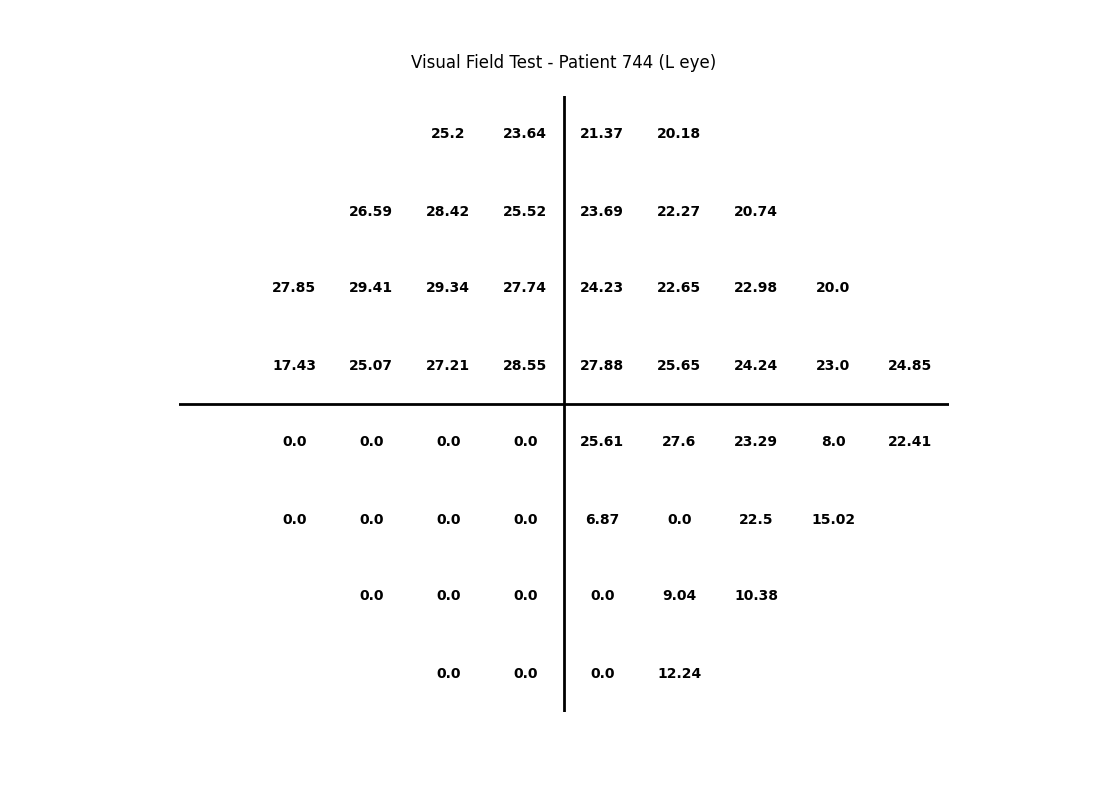 Visual Field Test - Patient 744 (L eye)
25.2 23.64 21.37 20.18
26.59 28.42 25.52 23.69 22.27 20.74
27.85 29.41 29.34 27.74 24.23 22.65 22.98 20.0
17.43 25.07 27.21 28.55 27.88 25.65 24.24 23.0 24.85
0.0 0.0 0.0 0.0 25.61 27.6 23.29 8.0 22.41
0.0 0.0 0.0 0.0 6.87 0.0 22.5 15.02
0.0 0.0 0.0 0.0 9.04 10.38
0.0 0.0 0.0 12.24